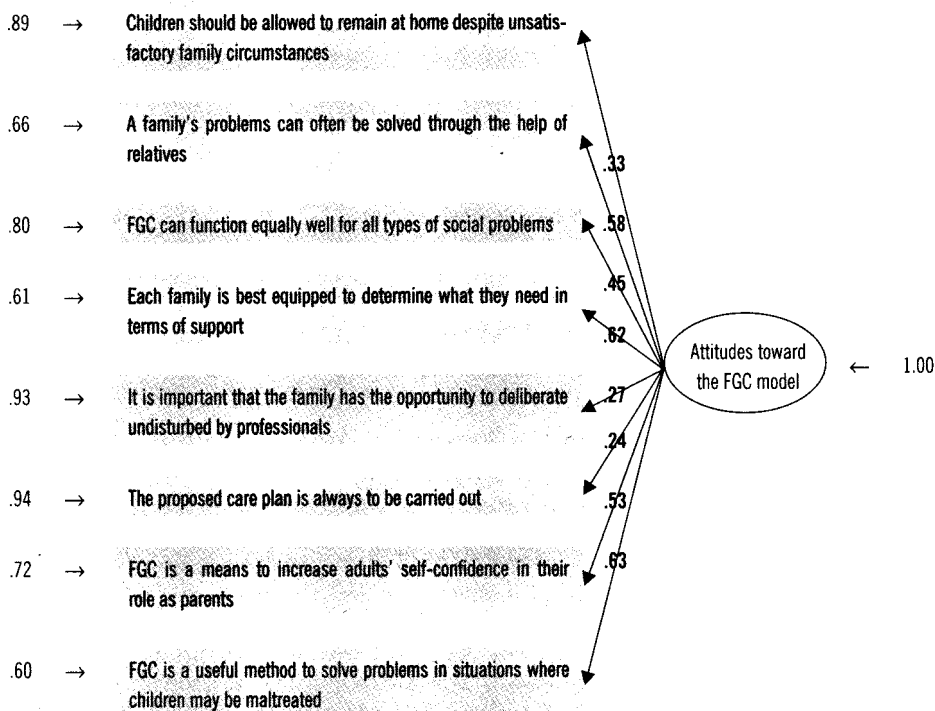 .89 → Children should be allowed to remain at home despite unsatis-
factory family circumstances
.66 → A family's problems can often be solved through the help of
relatives
.33
.80 → FGC can function equally well for all types of social problems
.58
.45
.61 → Each family is best equipped to determine what they need in
terms of support
.62
Attitudes toward
the FGC model
← 1.00
.93 → It is important that the family has the opportunity to deliberate
undisturbed by professionals
.27
.24
.94 → The proposed care plan is always to be carried out
.53
.72 → FGC is a means to increase adults' self-confidence in their
role as parents
.63
.60 → FGC is a useful method to solve problems in situations where
children may be maltreated